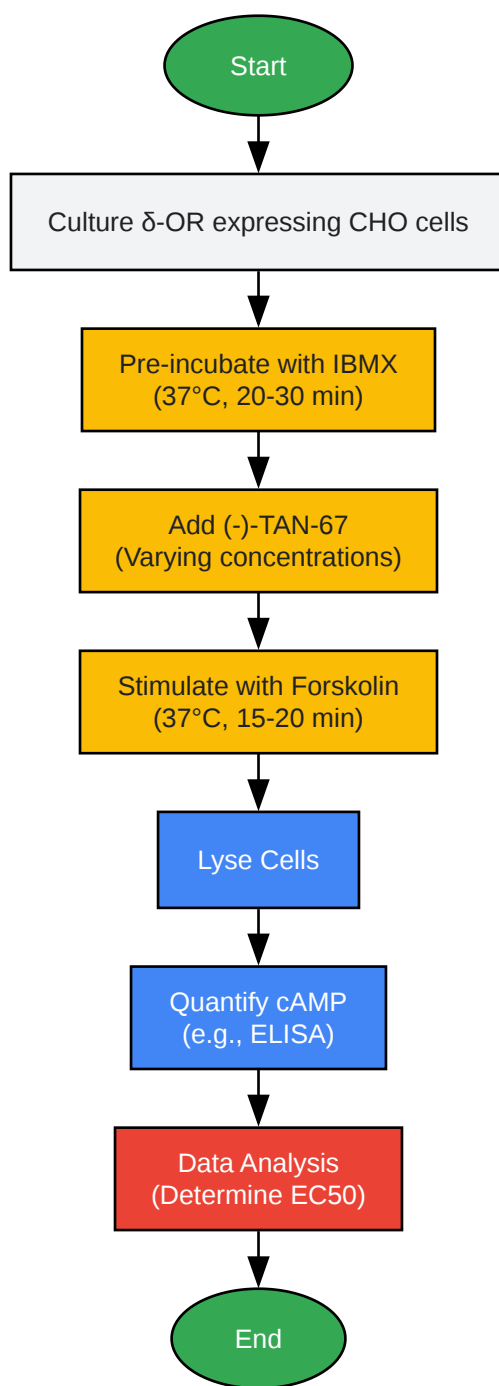 Start
Culture δ-OR expressing CHO cells
Pre-incubate with IBMX
(37°C, 20-30 min)
Add (-)-TAN-67
(Varying concentrations)
Stimulate with Forskolin
(37°C, 15-20 min)
Lyse Cells
Quantify cAMP
(e.g., ELISA)
Data Analysis
(Determine EC50)
End